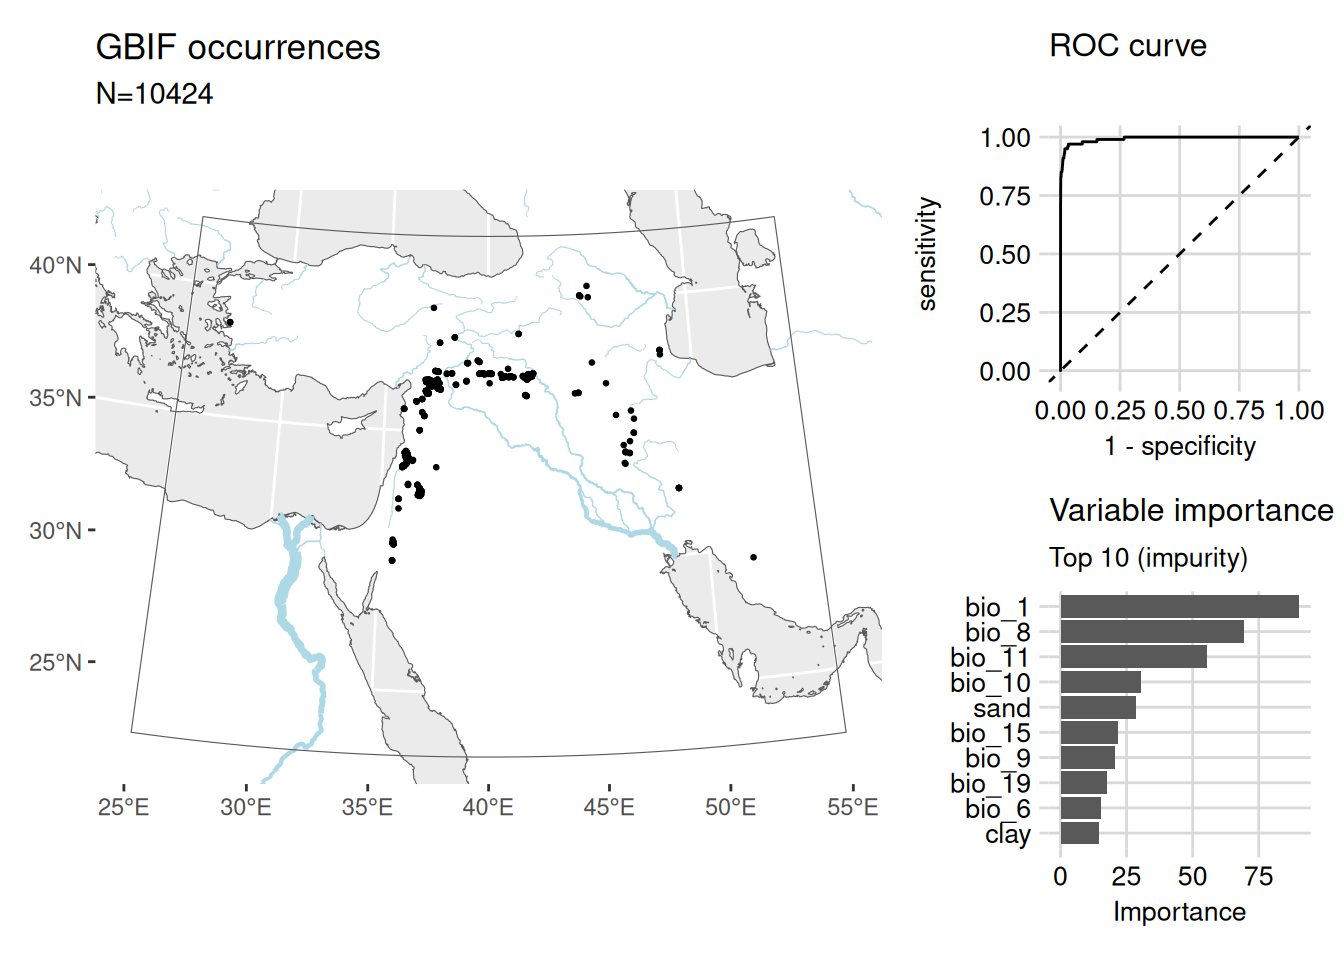 GBIF occurrences
N=10424
40°N
35°N
30°N
25°N
25°E 30°E 35°E 40°E 45°E 50°E 55°E
ROC curve
sensitivity
1.00
0.75
0.50
0.25
0.00
0.00 0.25 0.50 0.75 1.00
1 - specificity
Variable importance
Top 10 (impurity)
bio_1
bio_8
bio_11
bio_10
sand
bio_15
bio_9
bio_19
bio_6
clay
0 25 50 75
Importance